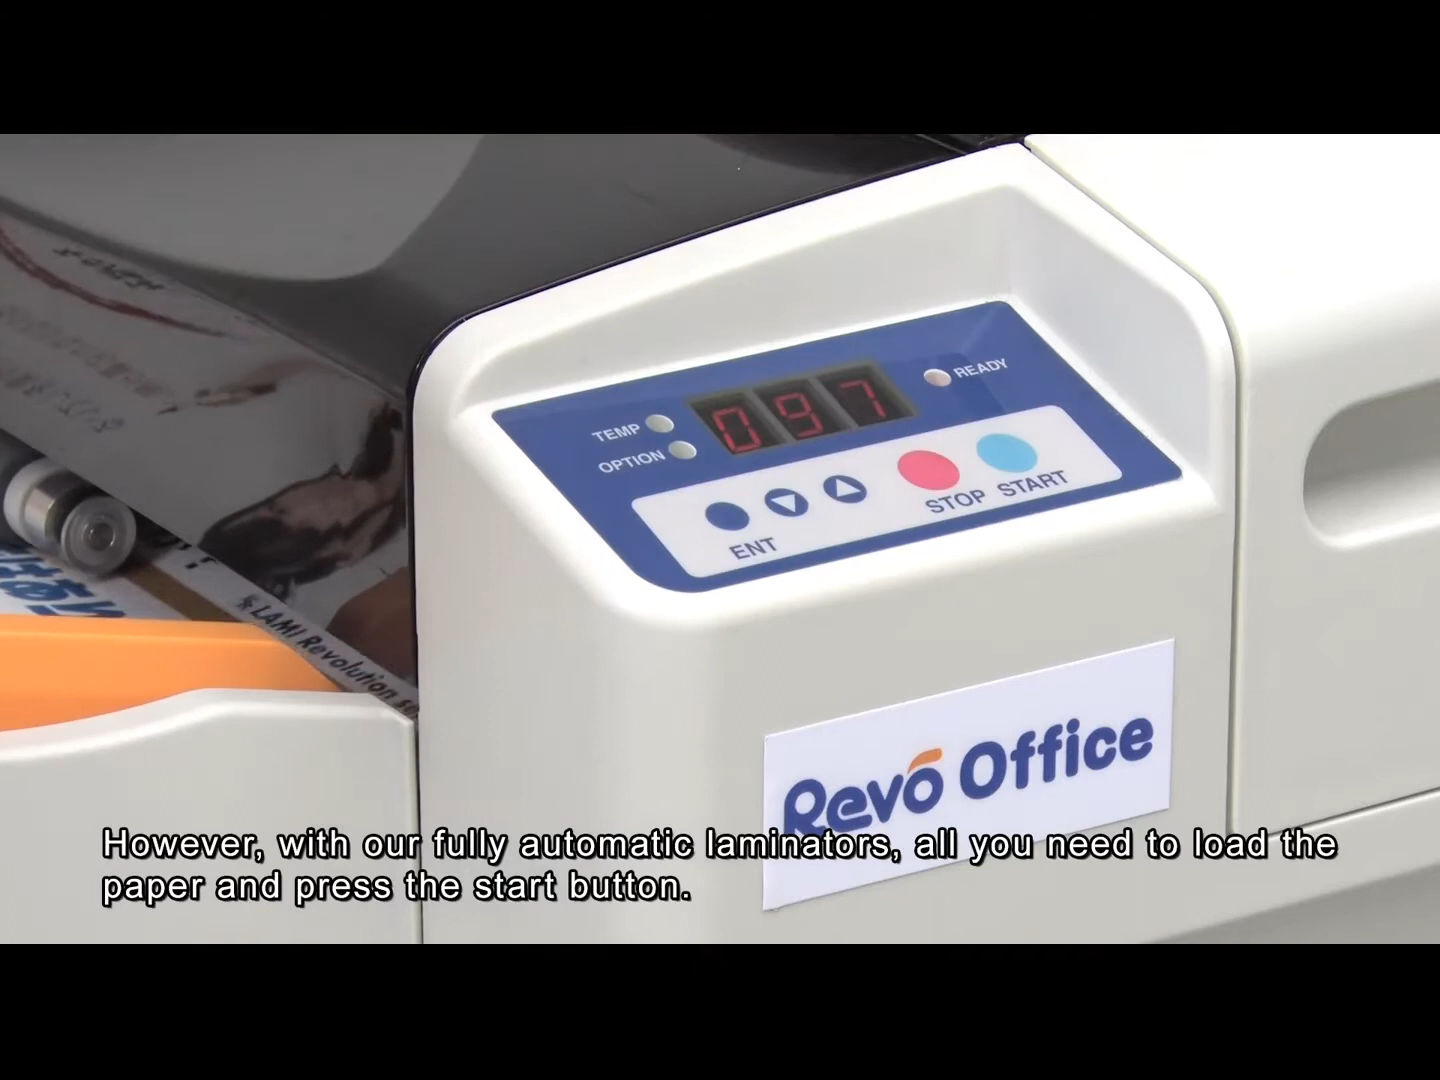 TEMP
OPTION
097
READY
ENT
STOP START
LAMI Revolution
Revo Office
However, with our fully automatic laminators, all you need to load the
paper and press the start button.